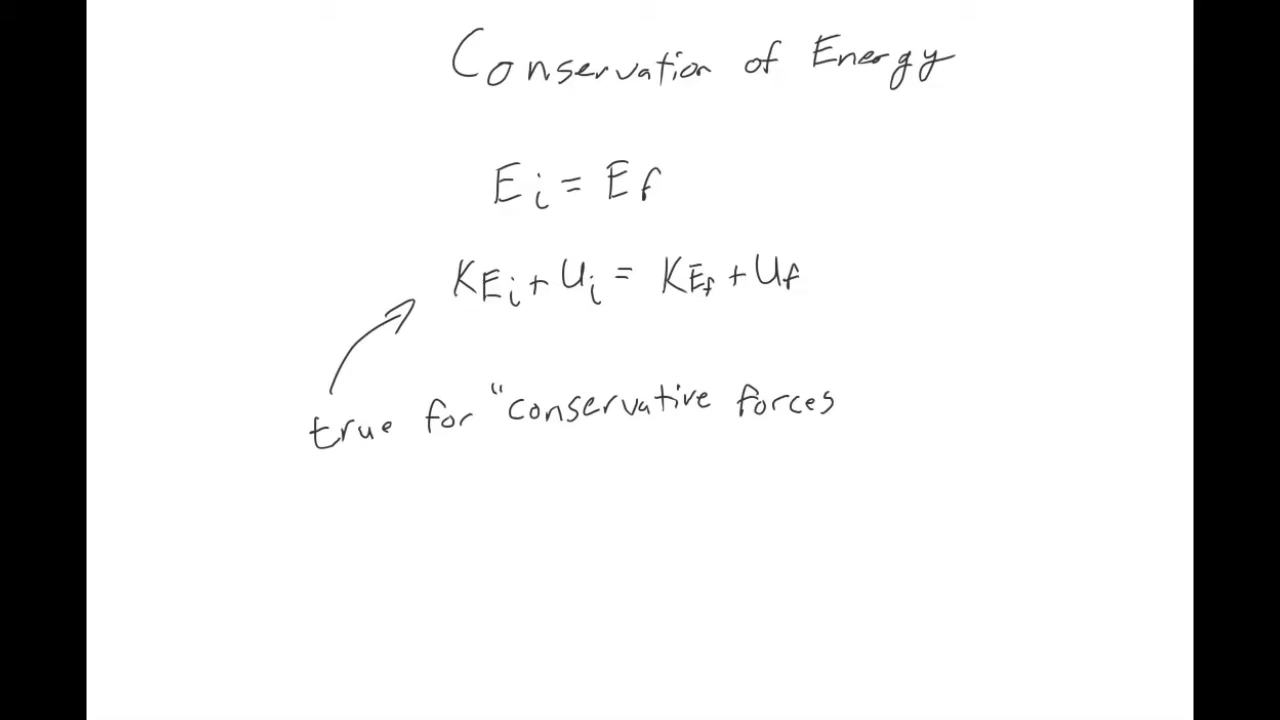 Conservation of Energy
Ei = Ef
KEi + Ui = KEf + Uf
true for "conservative forces